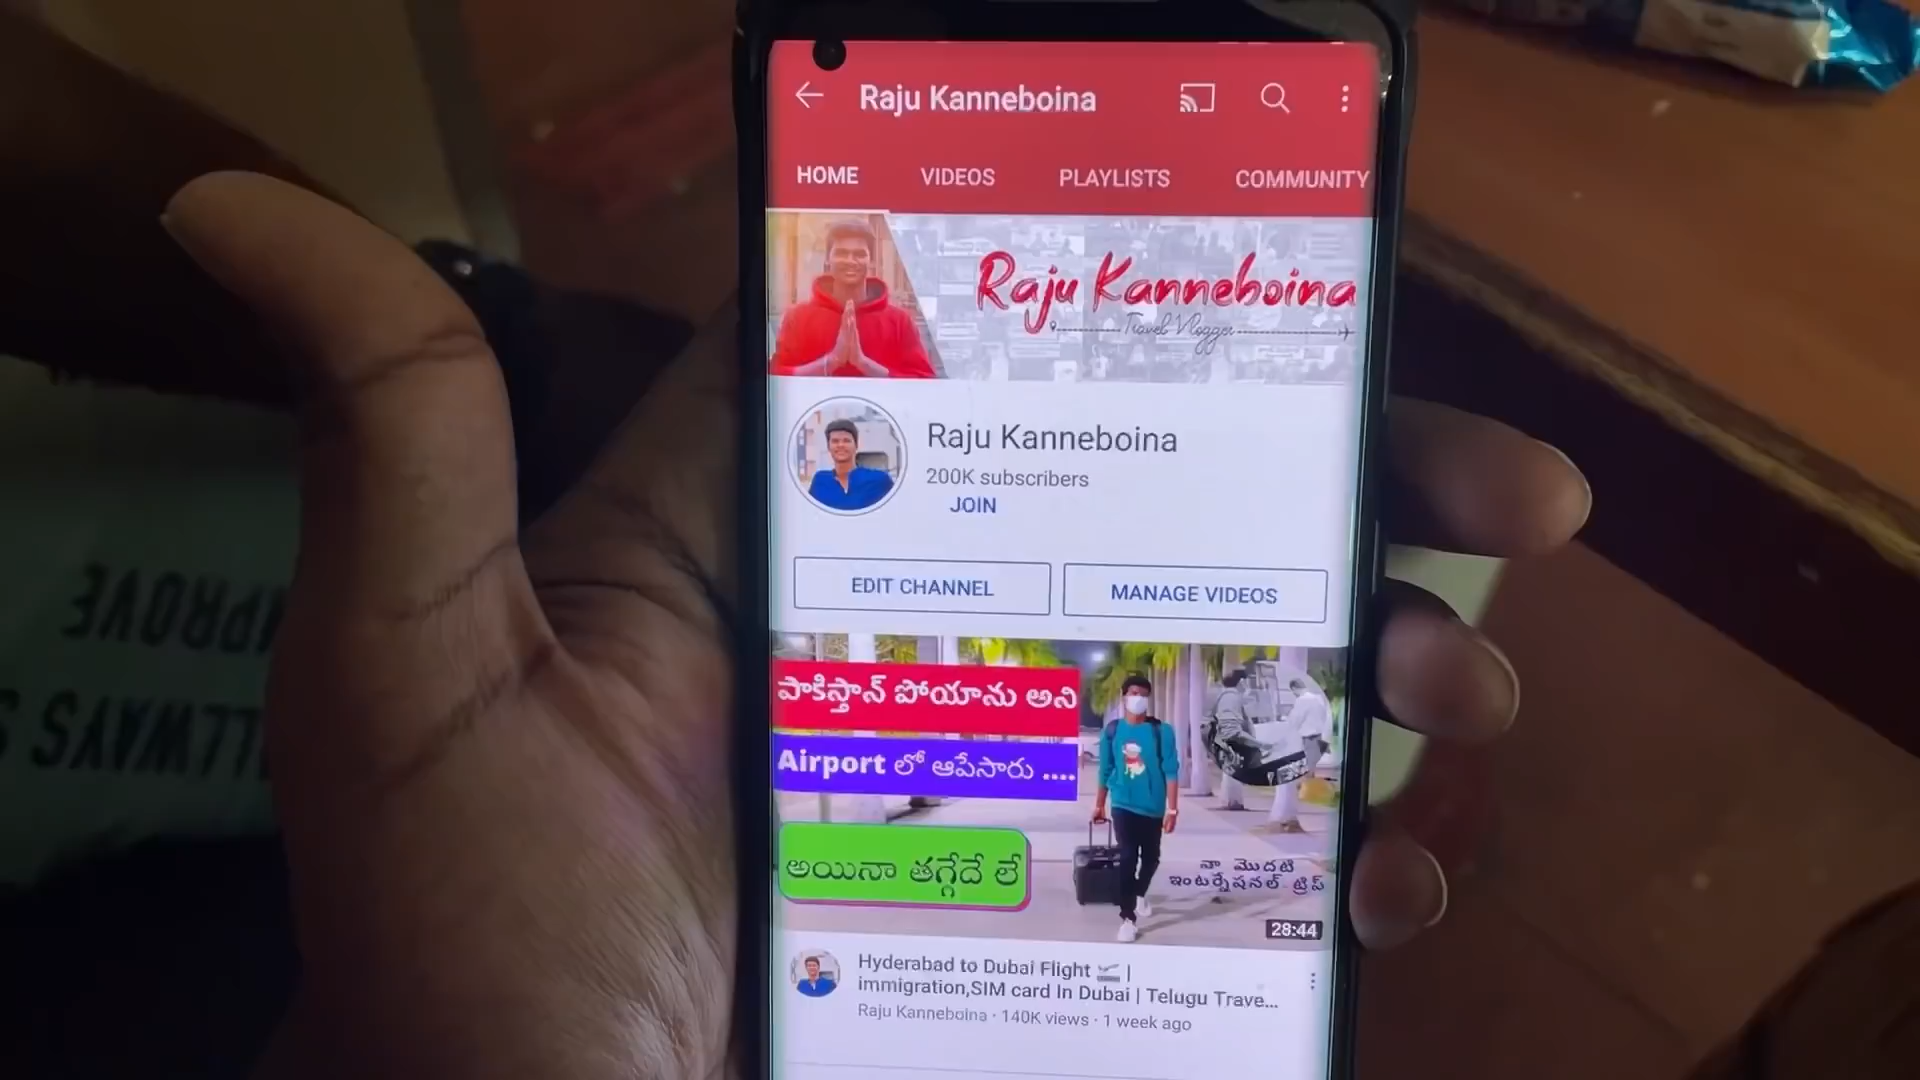 Raju Kanneboina
HOME VIDEOS PLAYLISTS COMMUNITY
Raju Kanneboina
Travel Vlogger
Raju Kanneboina
200K subscribers
JOIN
EDIT CHANNEL MANAGE VIDEOS
పాకిస్తాన్ పోయాను అని
Airport లో ఆపేసారు ....
అయినా తగ్గేదే లే
నా మొదటి
ఇంటర్నేషనల్ ట్రిప్
28:44
Hyderabad to Dubai Flight 🛫 |
immigration,SIM card In Dubai | Telugu Trave...
Raju Kanneboina · 140K views · 1 week ago
ALLWAYS
IMPROVE